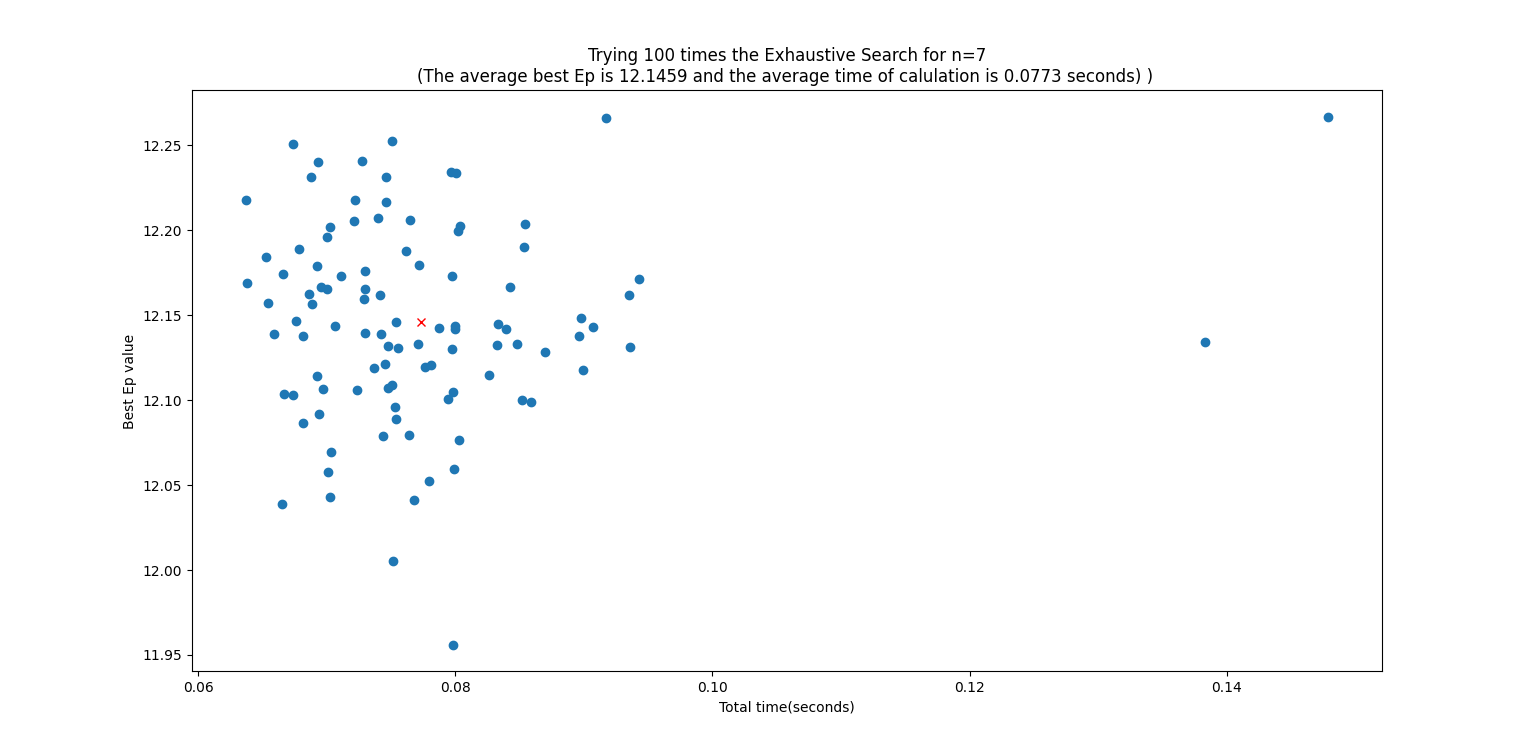 Trying 100 times the Exhaustive Search for n=7
(The average best Ep is 12.1459 and the average time of calulation is 0.0773 seconds) )
12.25
12.20
12.15
12.10
12.05
12.00
11.95
Best Ep value
0.06 0.08 0.10 0.12 0.14
Total time(seconds)